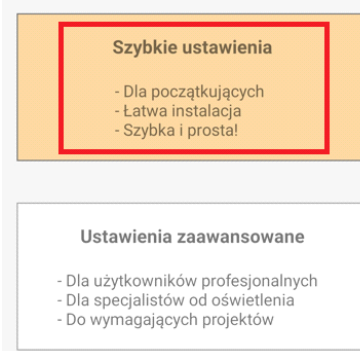 Szybkie ustawienia
- Dla początkujących
- Łatwa instalacja
- Szybka i prosta!
Ustawienia zaawansowane
- Dla użytkowników profesjonalnych
- Dla specjalistów od oświetlenia
- Do wymagających projektów